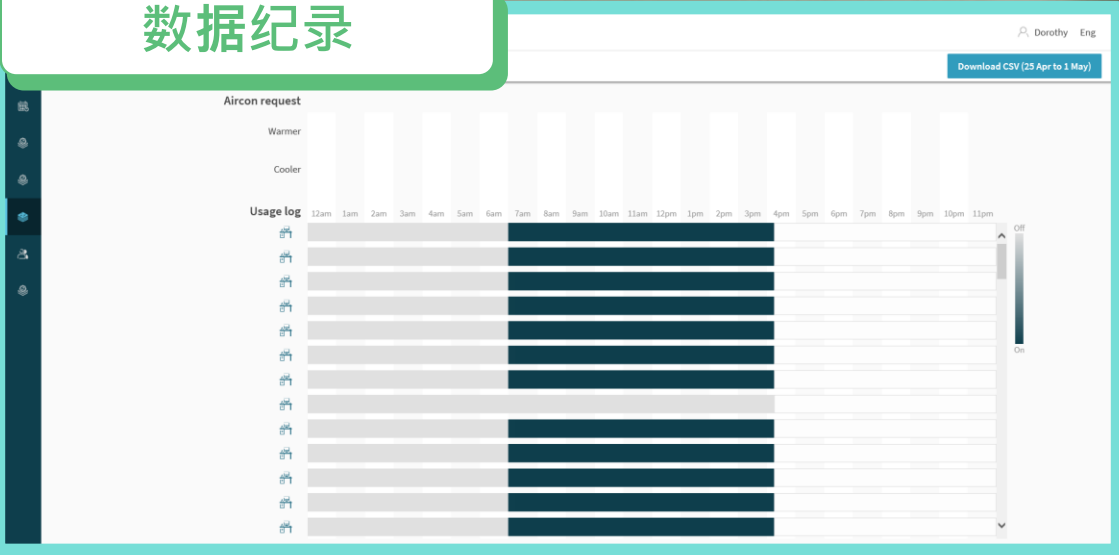 数据纪录
Dorothy Eng
Download CSV (25 Apr to 1 May)
Aircon request
Warmer
Cooler
Usage log 12am 1am 2am 3am 4am 5am 6am 7am 8am 9am 10am 11am 12pm 1pm 2pm 3pm 4pm 5pm 6pm 7pm 8pm 9pm 10pm 11pm
Off
On